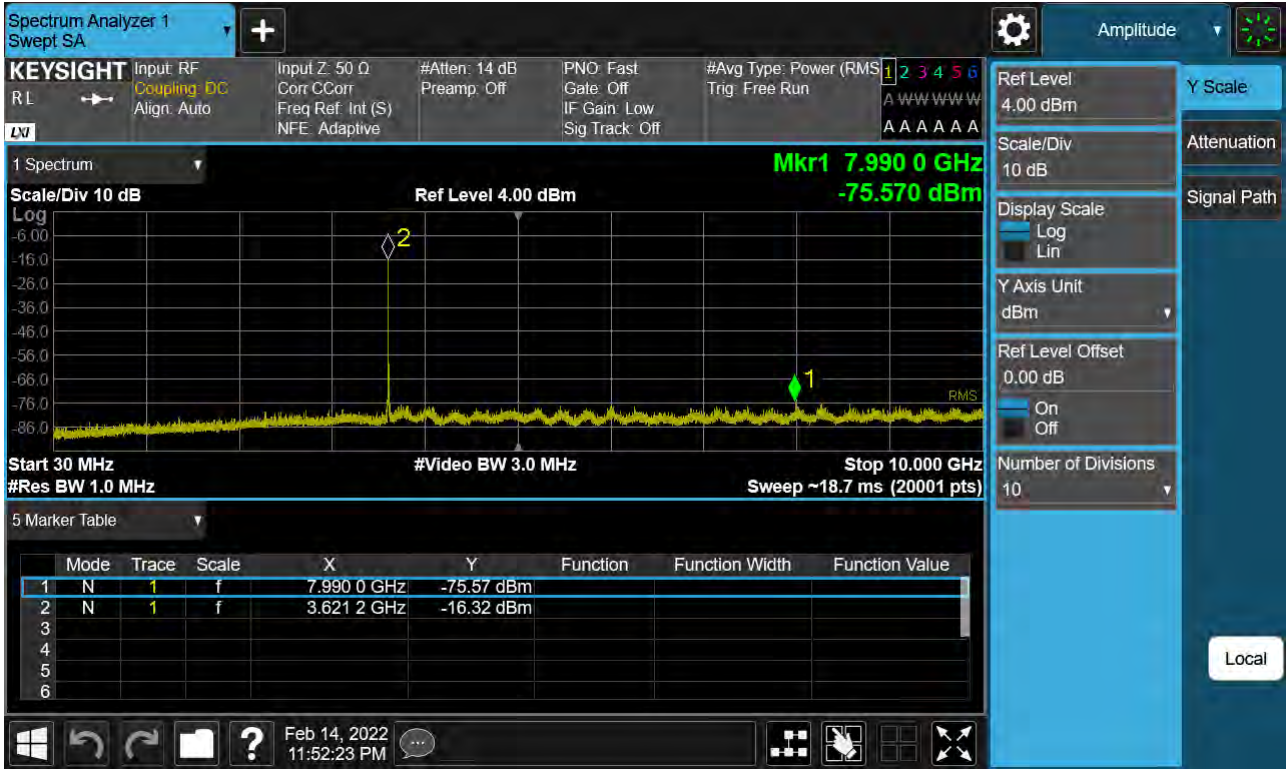 Spectrum Analyzer 1
Swept SA
+
Amplitude
KEYSIGHT
RL
LXI
Input: RF
Coupling: DC
Align: Auto
Input Z: 50 Ω
Corr CCorr
Freq Ref: Int (S)
NFE: Adaptive
#Atten: 14 dB
Preamp: Off
PNO: Fast
Gate: Off
IF Gain: Low
Sig Track: Off
#Avg Type: Power (RMS
Trig: Free Run
1 2 3 4 5 6
A W W W W W
A A A A A A
1 Spectrum
Mkr1 7.990 0 GHz
Scale/Div 10 dB
Ref Level 4.00 dBm
-75.570 dBm
Log
-6.00
-16.0
-26.0
-36.0
-46.0
-56.0
-66.0
-76.0
-86.0
2
1
RMS
Start 30 MHz
#Video BW 3.0 MHz
Stop 10.000 GHz
#Res BW 1.0 MHz
Sweep ~18.7 ms (20001 pts)
5 Marker Table
Mode Trace Scale X Y Function Function Width Function Value
1 N 1 f 7.990 0 GHz -75.57 dBm
2 N 1 f 3.621 2 GHz -16.32 dBm
3
4
5
6
?
Feb 14, 2022
11:52:23 PM
Ref Level
4.00 dBm
Scale/Div
10 dB
Display Scale
Log
Lin
Y Axis Unit
dBm
Ref Level Offset
0.00 dB
On
Off
Number of Divisions
10
Y Scale
Attenuation
Signal Path
Local